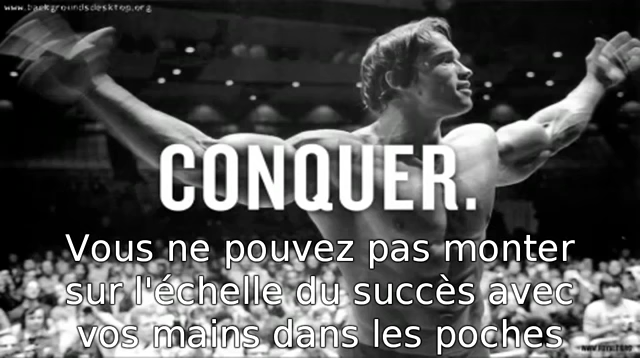 www.backgroundsdesktop.org
CONQUER.
Vous ne pouvez pas monter
sur l'échelle du succès avec
vos mains dans les poches